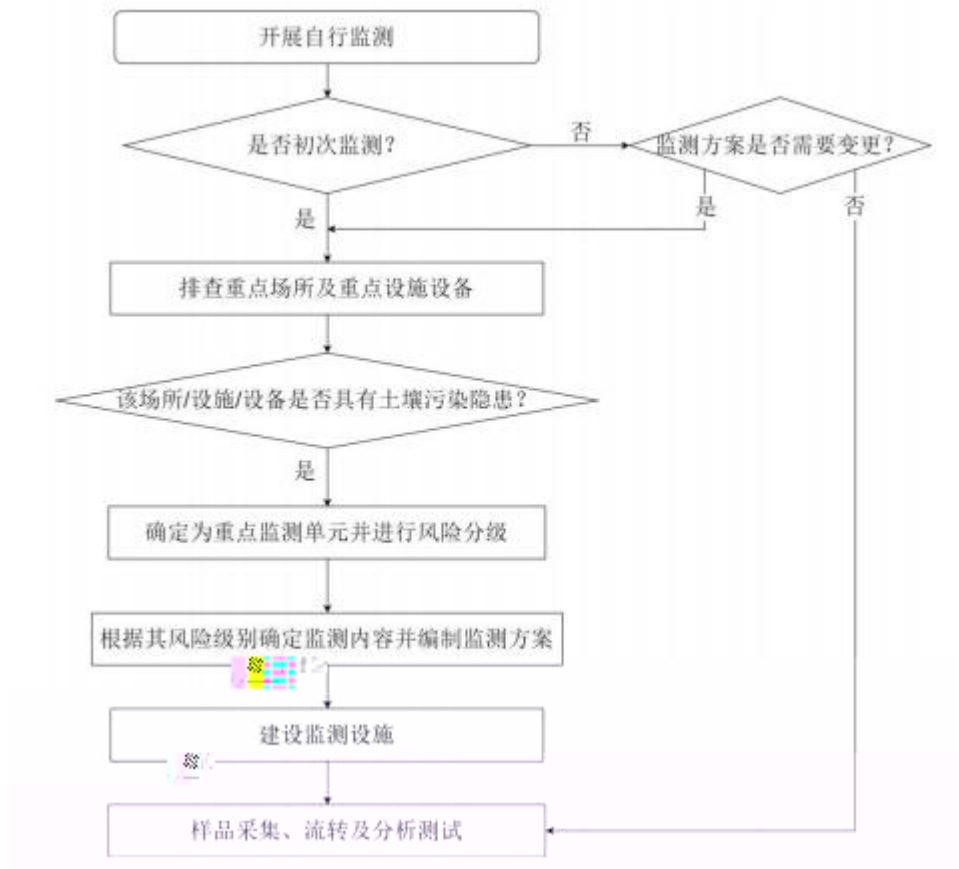 开展自行监测
是否初次监测?
否
监测方案是否需要变更?
是
是
否
排查重点场所及重点设施设备
该场所/设施/设备是否具有土壤污染隐患?
是
确定为重点监测单元并进行风险分级
根据其风险级别确定监测内容并编制监测方案
建设监测设施
样品采集、流转及分析测试